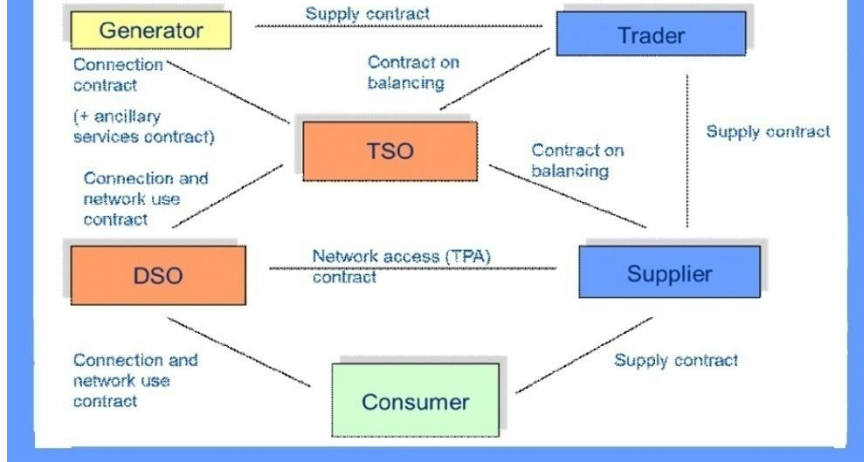 Supply contract
Generator
Trader
Connection
contract
Contract on
balancing
(+ ancillary
services contract)
Supply contract
TSO
Contract on
balancing
Connection and
network use
contract
Network access (TPA)
contract
DSO
Supplier
Connection and
network use
contract
Supply contract
Consumer